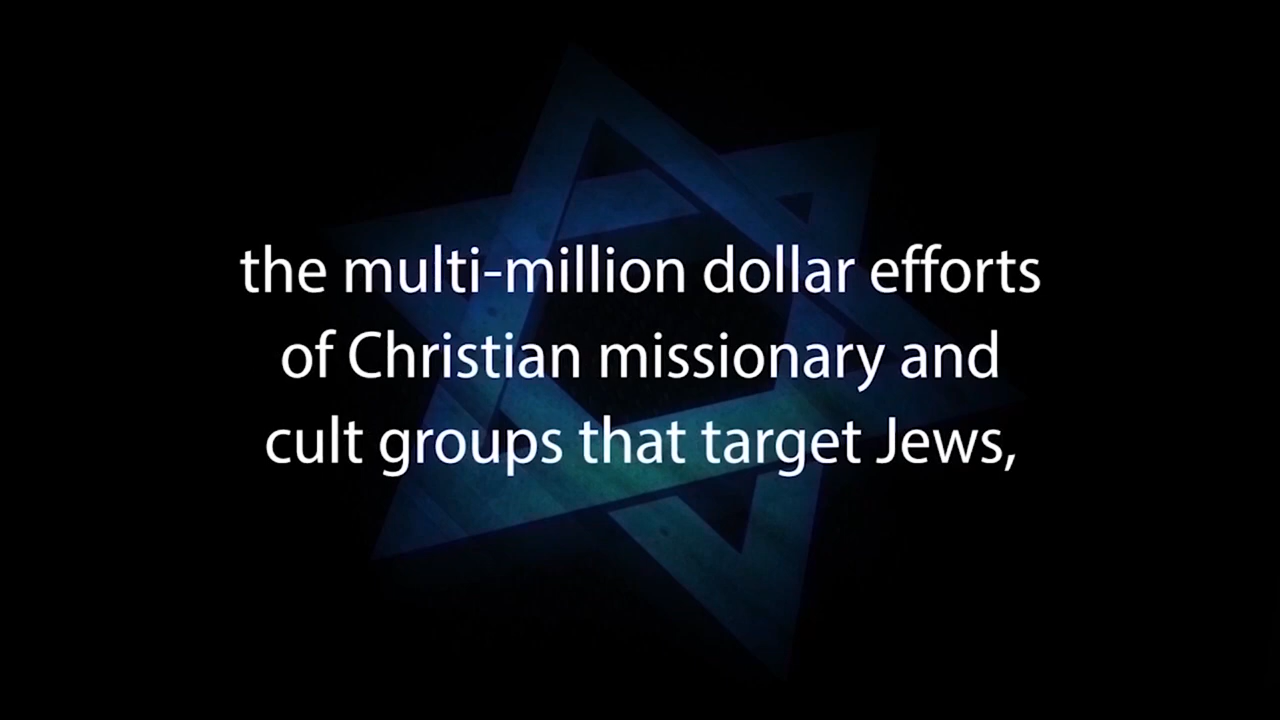 the multi-million dollar efforts
of Christian missionary and
cult groups that target Jews,